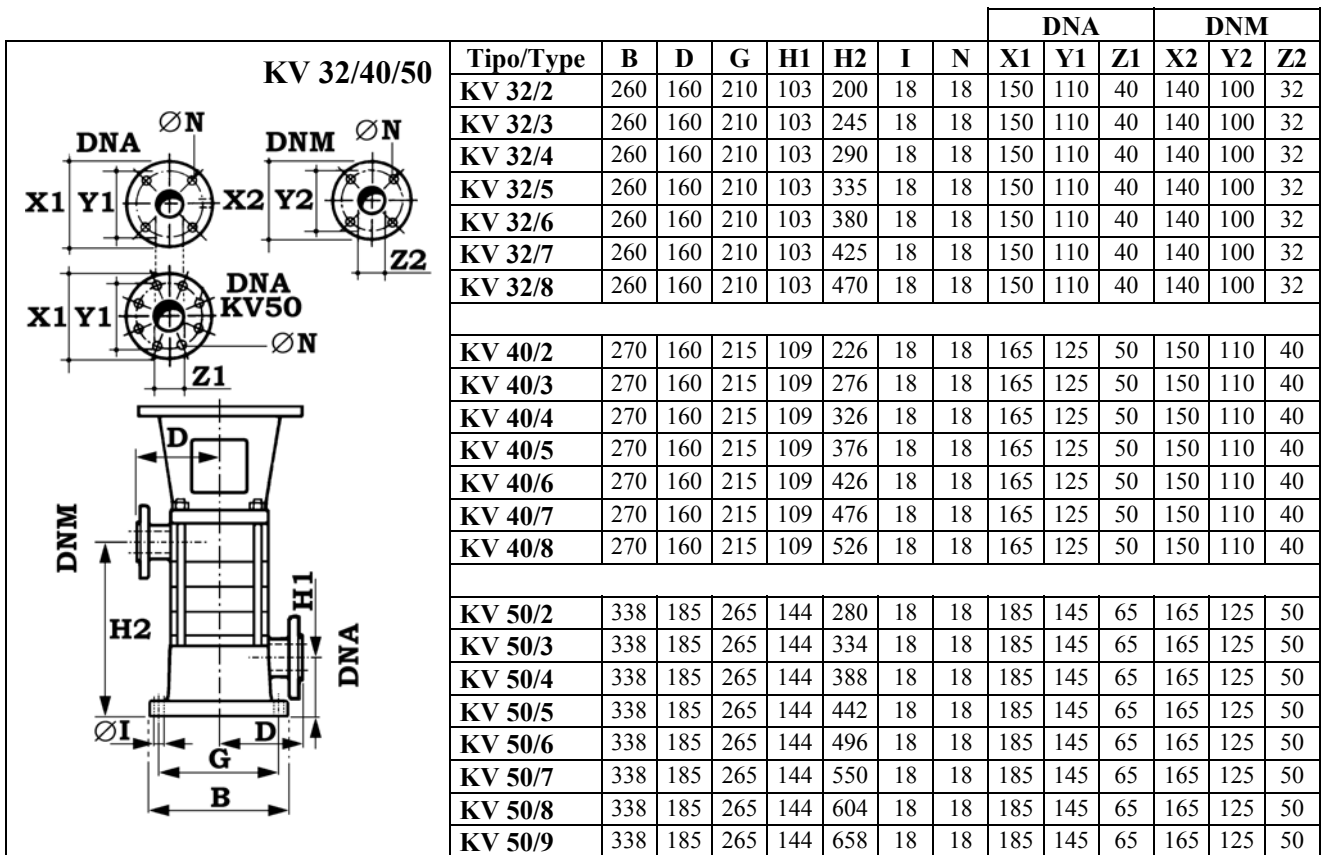 DNA DNM
Tipo/Type B D G H1 H2 I N X1 Y1 Z1 X2 Y2 Z2
KV 32/2 260 160 210 103 200 18 18 150 110 40 140 100 32
KV 32/3 260 160 210 103 245 18 18 150 110 40 140 100 32
KV 32/4 260 160 210 103 290 18 18 150 110 40 140 100 32
KV 32/5 260 160 210 103 335 18 18 150 110 40 140 100 32
KV 32/6 260 160 210 103 380 18 18 150 110 40 140 100 32
KV 32/7 260 160 210 103 425 18 18 150 110 40 140 100 32
KV 32/8 260 160 210 103 470 18 18 150 110 40 140 100 32
KV 40/2 270 160 215 109 226 18 18 165 125 50 150 110 40
KV 40/3 270 160 215 109 276 18 18 165 125 50 150 110 40
KV 40/4 270 160 215 109 326 18 18 165 125 50 150 110 40
KV 40/5 270 160 215 109 376 18 18 165 125 50 150 110 40
KV 40/6 270 160 215 109 426 18 18 165 125 50 150 110 40
KV 40/7 270 160 215 109 476 18 18 165 125 50 150 110 40
KV 40/8 270 160 215 109 526 18 18 165 125 50 150 110 40
KV 50/2 338 185 265 144 280 18 18 185 145 65 165 125 50
KV 50/3 338 185 265 144 334 18 18 185 145 65 165 125 50
KV 50/4 338 185 265 144 388 18 18 185 145 65 165 125 50
KV 50/5 338 185 265 144 442 18 18 185 145 65 165 125 50
KV 50/6 338 185 265 144 496 18 18 185 145 65 165 125 50
KV 50/7 338 185 265 144 550 18 18 185 145 65 165 125 50
KV 50/8 338 185 265 144 604 18 18 185 145 65 165 125 50
KV 50/9 338 185 265 144 658 18 18 185 145 65 165 125 50
KV 32/40/50
DNA ∅N DNM ∅N
X1 Y1 X2 Y2
Z2
DNA
KV50
X1 Y1
∅N
Z1
D
DNM
H2
H1
DNA
∅I
D
G
B